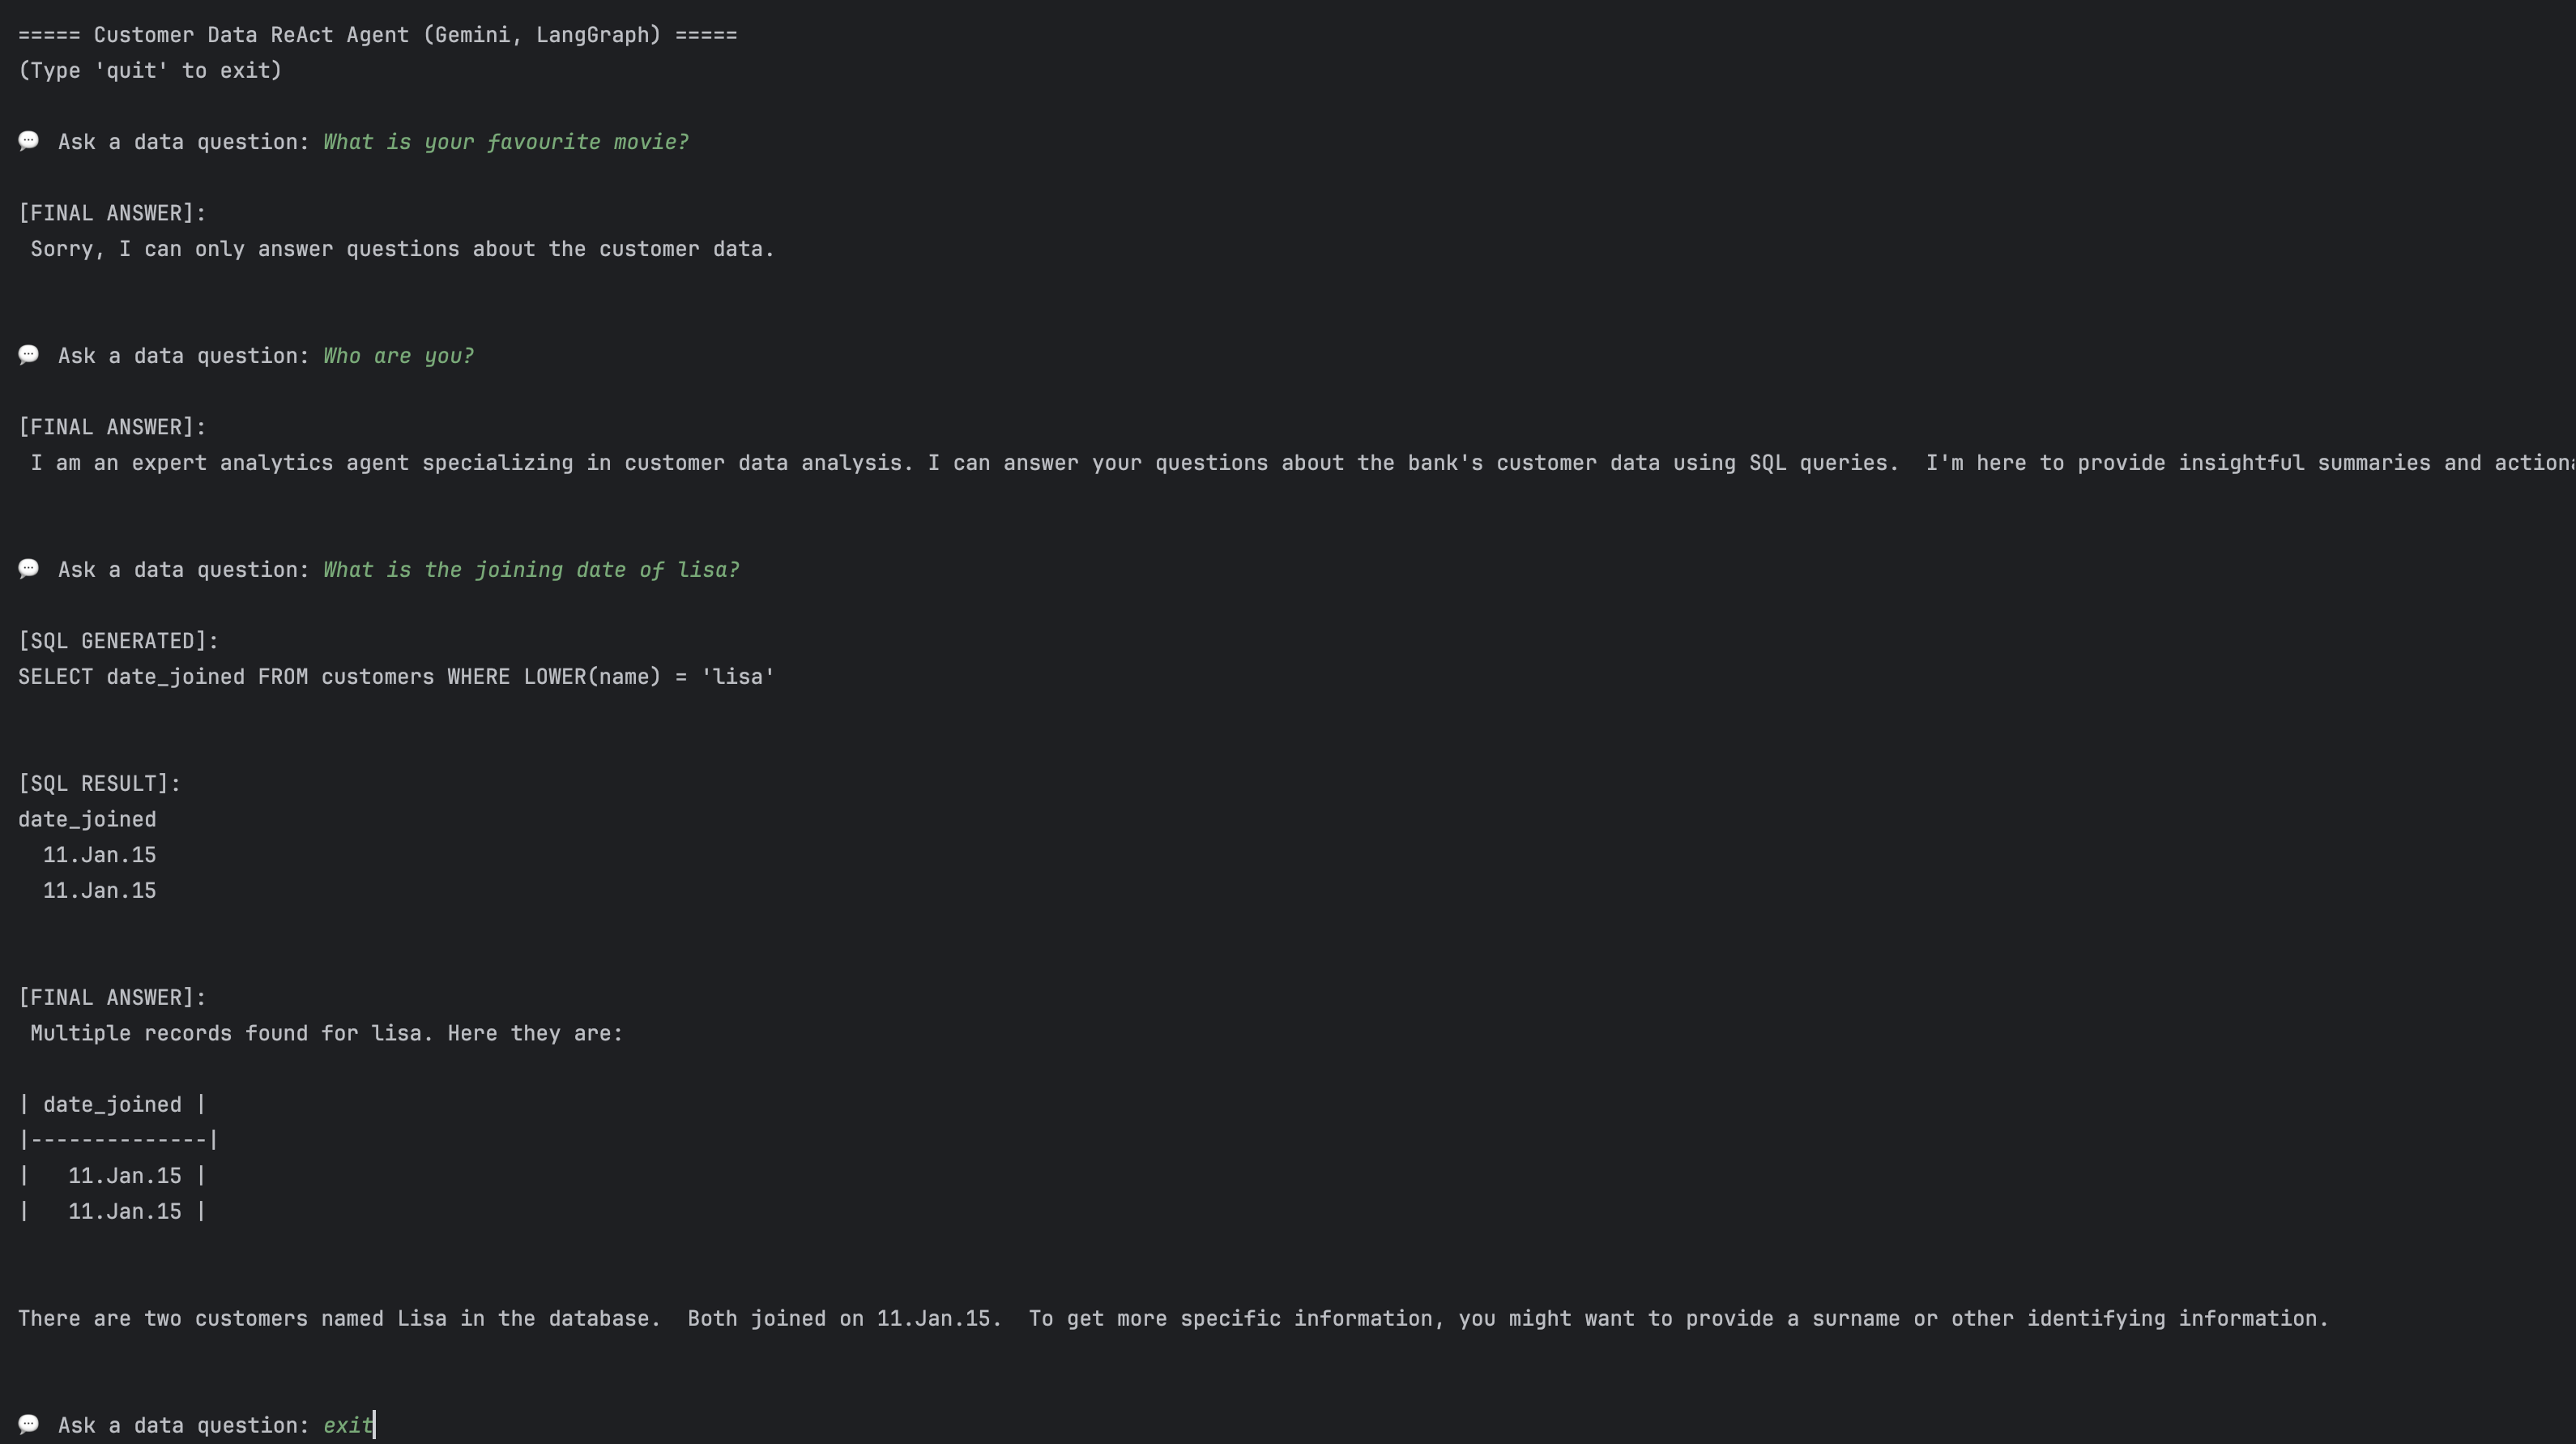 ===== Customer Data ReAct Agent (Gemini, LangGraph) =====
(Type 'quit' to exit)
💬 Ask a data question: What is your favourite movie?
[FINAL ANSWER]:
Sorry, I can only answer questions about the customer data.
💬 Ask a data question: Who are you?
[FINAL ANSWER]:
I am an expert analytics agent specializing in customer data analysis. I can answer your questions about the bank's customer data using SQL queries.  I'm here to provide insightful summaries and
💬 Ask a data question: What is the joining date of lisa?
[SQL GENERATED]:
SELECT date_joined FROM customers WHERE LOWER(name) = 'lisa'
[SQL RESULT]:
date_joined
11.Jan.15
11.Jan.15
[FINAL ANSWER]:
Multiple records found for lisa. Here they are:
| date_joined |
|--------------|
|   11.Jan.15 |
|   11.Jan.15 |
There are two customers named Lisa in the database.  Both joined on 11.Jan.15.  To get more specific information, you might want to provide a surname or other identifying information.
💬 Ask a data question: exit